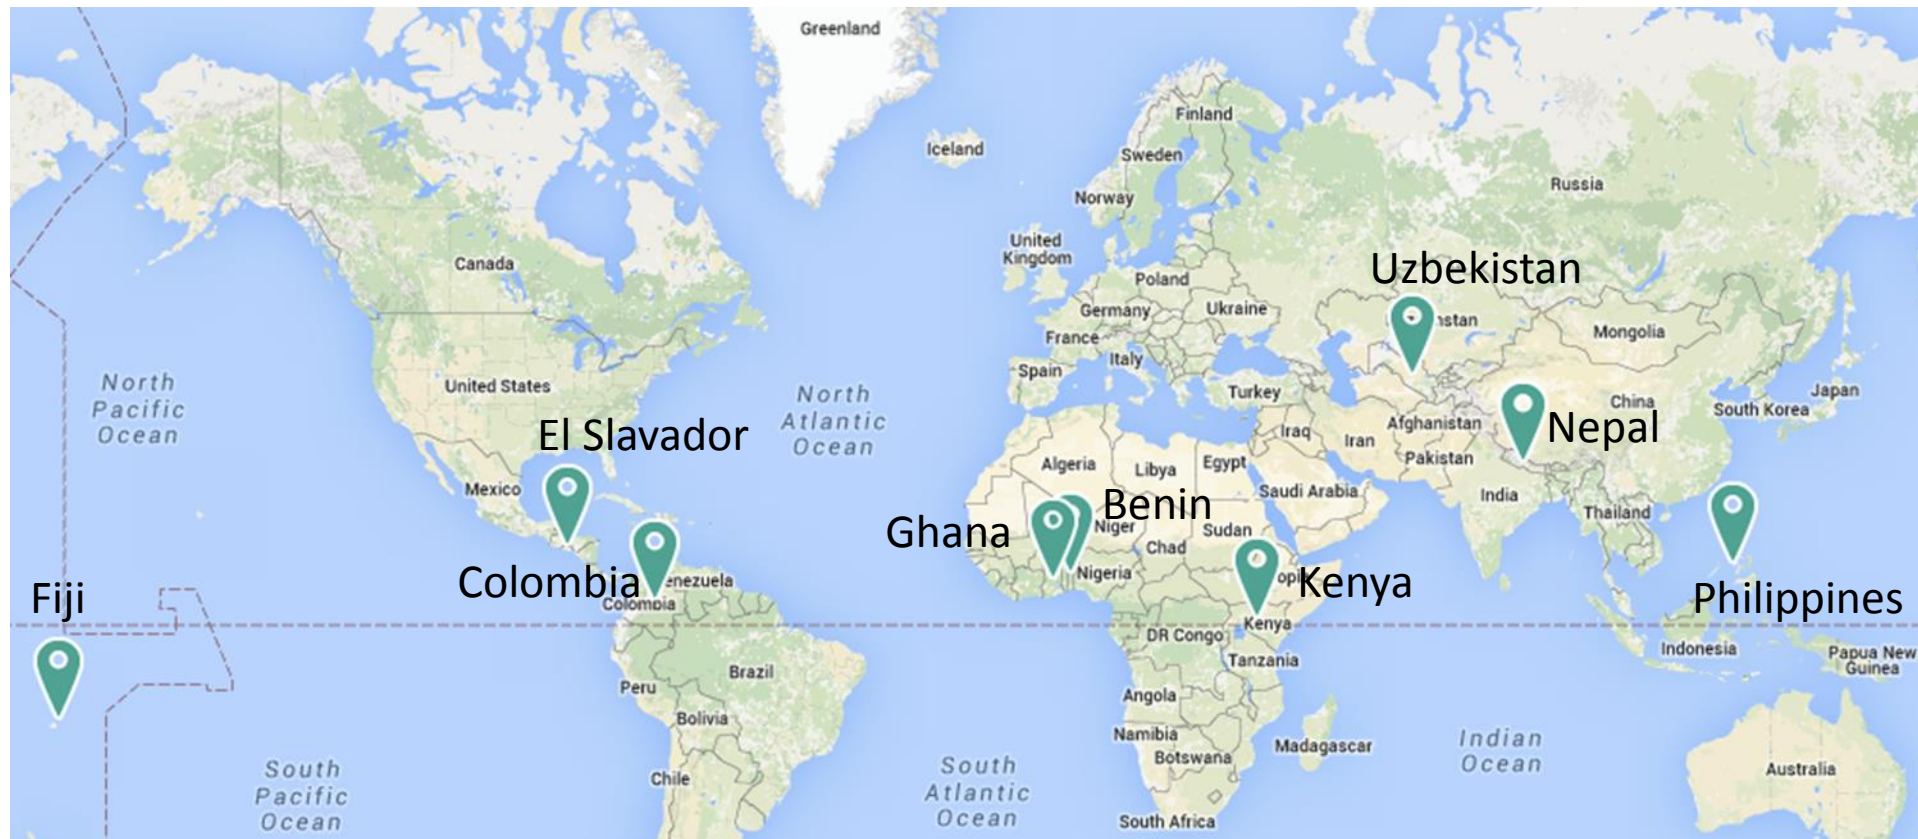 Greenland
Finland
Iceland
Sweden
Russia
Norway
United
Kingdom
Canada
Uzbekistan
Poland
Germany
Ukraine
nstan
Mongolia
France
Italy
Spain
North
Pacific
Ocean
United States
North
Atlantic
Ocean
Turkey
Japan
China
South Korea
El Slavador
Iraq
Iran
Afghanistan
Nepal
Pakistan
Algeria
Libya
Egypt
Mexico
Saudi Arabia
India
Benin
Ghana
Niger
Sudan
Thailand
Chad
Colombia
enezuela
Nigeria
opi
Kenya
Fiji
Colombia
Philippines
Kenya
DR Congo
Indonesia
Papua New
Guinea
Tanzania
Brazil
Peru
Angola
Bolivia
Namibia
Madagascar
Indian
Ocean
Botswana
South
Pacific
Ocean
Chile
South
Atlantic
Ocean
Australia
South Africa